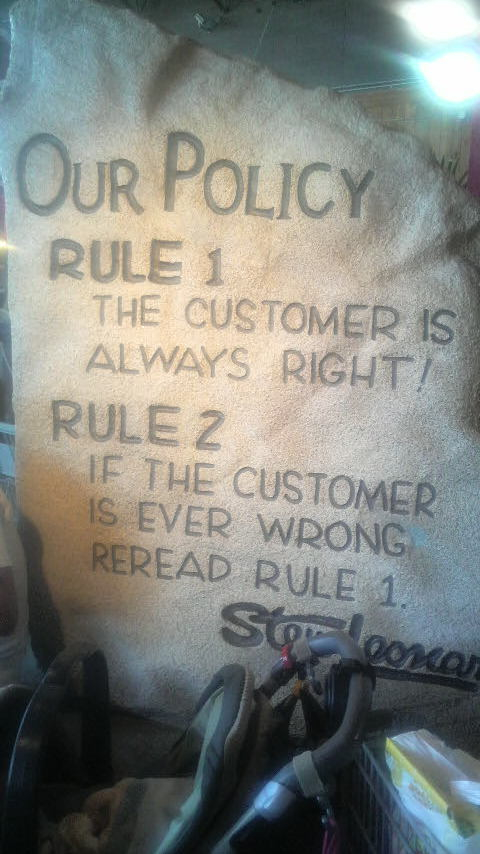 OUR POLICY
RULE 1
THE CUSTOMER IS
ALWAYS RIGHT!
RULE 2
IF THE CUSTOMER
IS EVER WRONG
REREAD RULE 1.